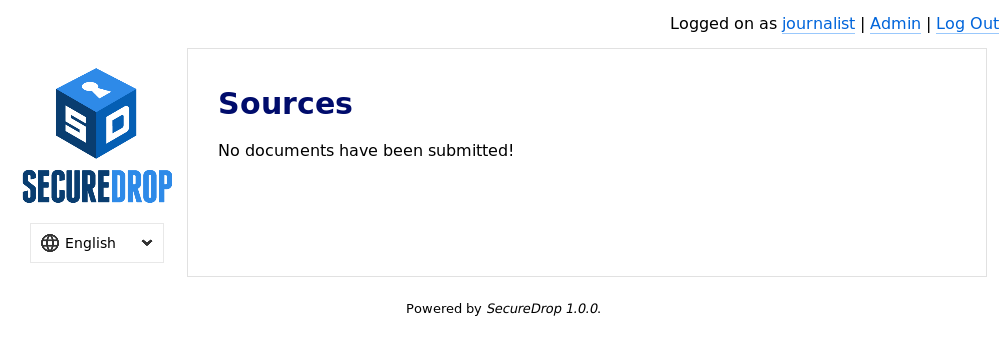 Logged on as journalist | Admin | Log Out
SD
SECUREDROP
English
Sources
No documents have been submitted!
Powered by SecureDrop 1.0.0.